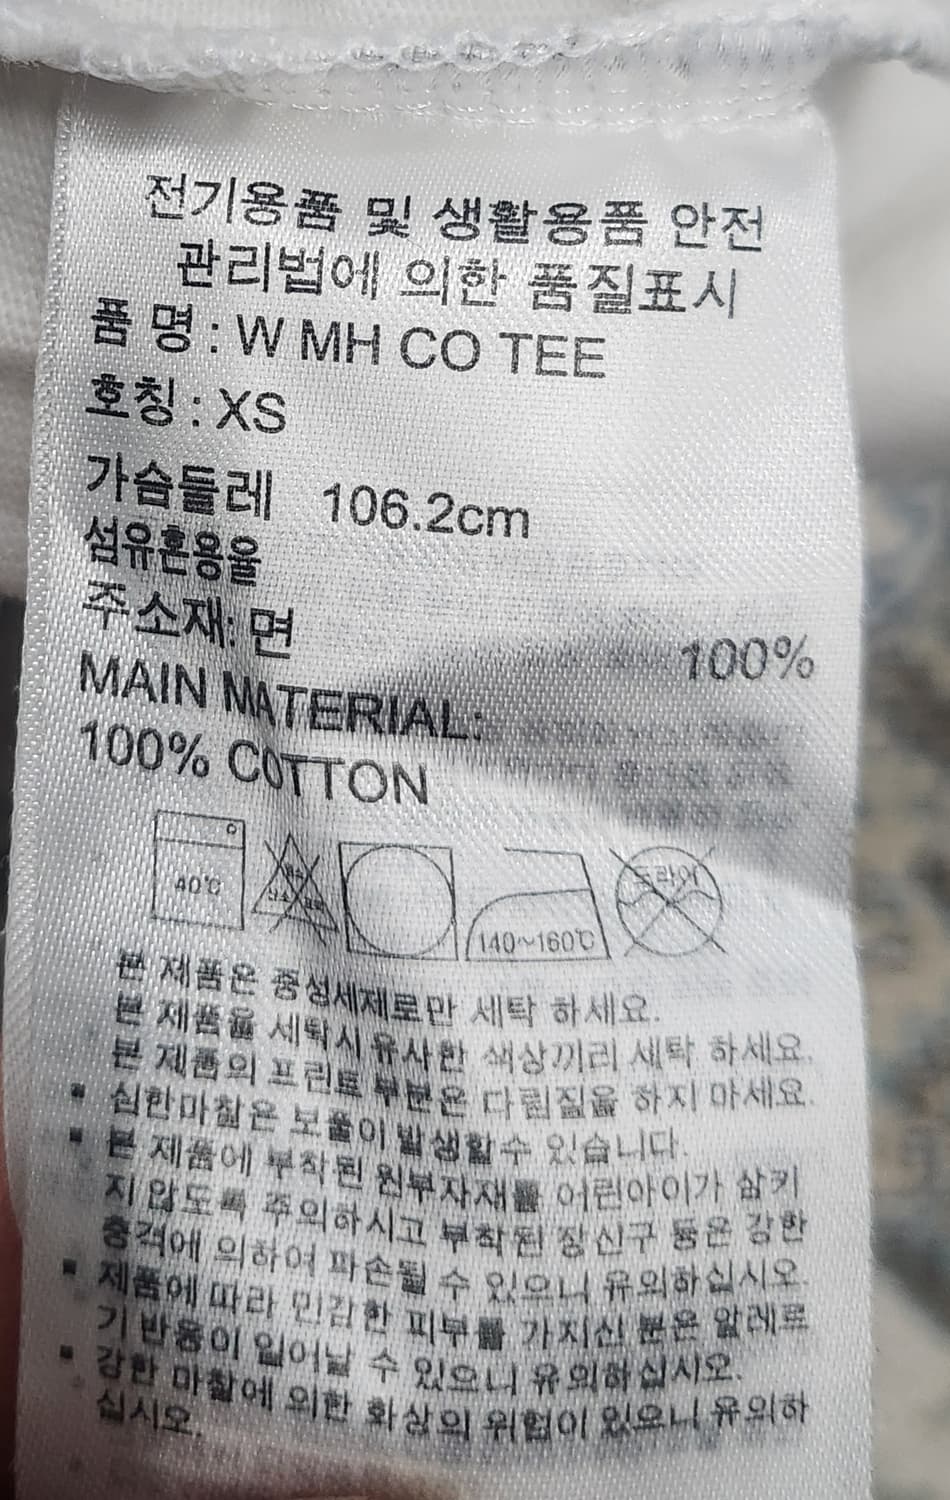 전기용품 및 생활용품 안전
관리법에 의한 품질표시
품 명 : W MH CO TEE
호칭 : XS
가슴둘레 106.2cm
섬유혼용율
주소재: 면 100%
MAIN MATERIAL:
100% COTTON
40℃ 140~160℃ 드라이
본 제품은 중성세제로만 세탁 하세요.
본 제품을 세탁시 유사한 색상끼리 세탁 하세요.
본 제품의 프린트 부분은 다림질을 하지 마세요.
▪ 심한마찰은 보풀이 발생할수 있습니다.
▪ 본 제품에 부착된 원부자재를 어린아이가 삼키
지 않도록 주의하시고 부착된 장신구 등은 강한
충격에 의하여 파손될 수 있으니 유의하십시오.
▪ 제품에 따라 민감한 피부를 가지신 분은 알레르
기 반응이 일어날 수 있으니 유의하십시오.
▪ 강한 마찰에 의한 화상의 위험이 있으니 유의하
십시오.